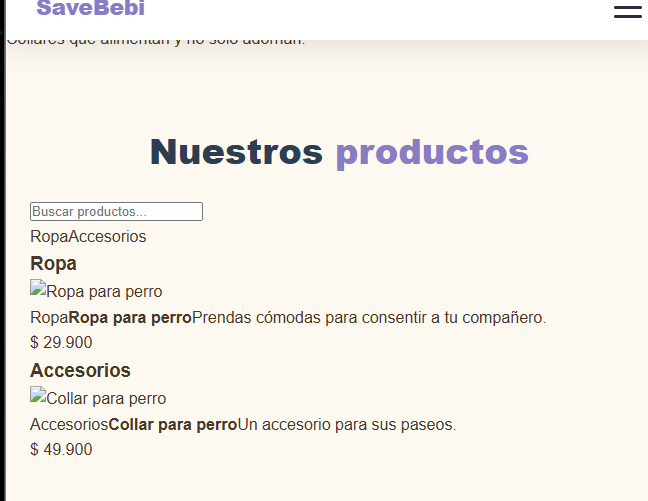 SaveBebi
Collares que alimentan y no solo adornan.
Nuestros productos
Buscar productos...
RopaAccesorios
Ropa
Ropa para perro
RopaRopa para perroPrendas cómodas para consentir a tu compañero.
$ 29.900
Accesorios
Collar para perro
AccesoriosCollar para perroUn accesorio para sus paseos.
$ 49.900